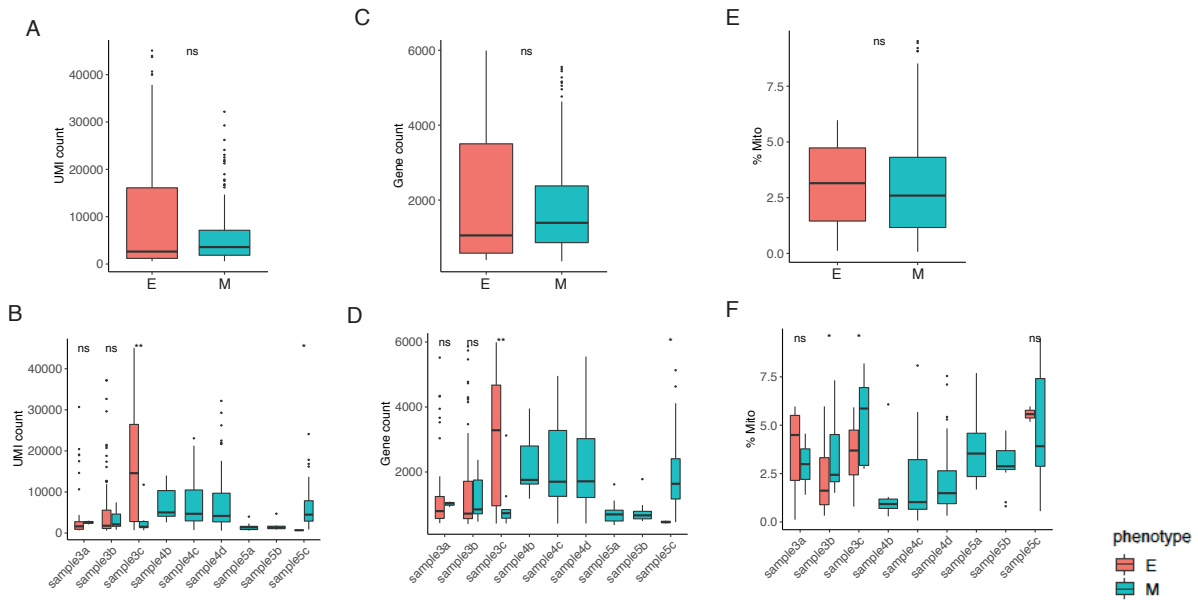 A
ns
UMI count
40000
30000
20000
10000
0
E
M
C
ns
Gene count
6000
4000
2000
E
M
E
ns
% Mito
7.5
5.0
2.5
0.0
E
M
B
ns
ns
**
*
UMI count
40000
30000
20000
10000
0
sample3a
sample3b
sample3c
sample4b
sample4c
sample4d
sample5a
sample5b
sample5c
D
ns
ns
**
*
Gene count
6000
4000
2000
sample3a
sample3b
sample3c
sample4b
sample4c
sample4d
sample5a
sample5b
sample5c
F
ns
*
*
ns
% Mito
7.5
5.0
2.5
0.0
sample3a
sample3b
sample3c
sample4b
sample4c
sample4d
sample5a
sample5b
sample5c
phenotype
E
M